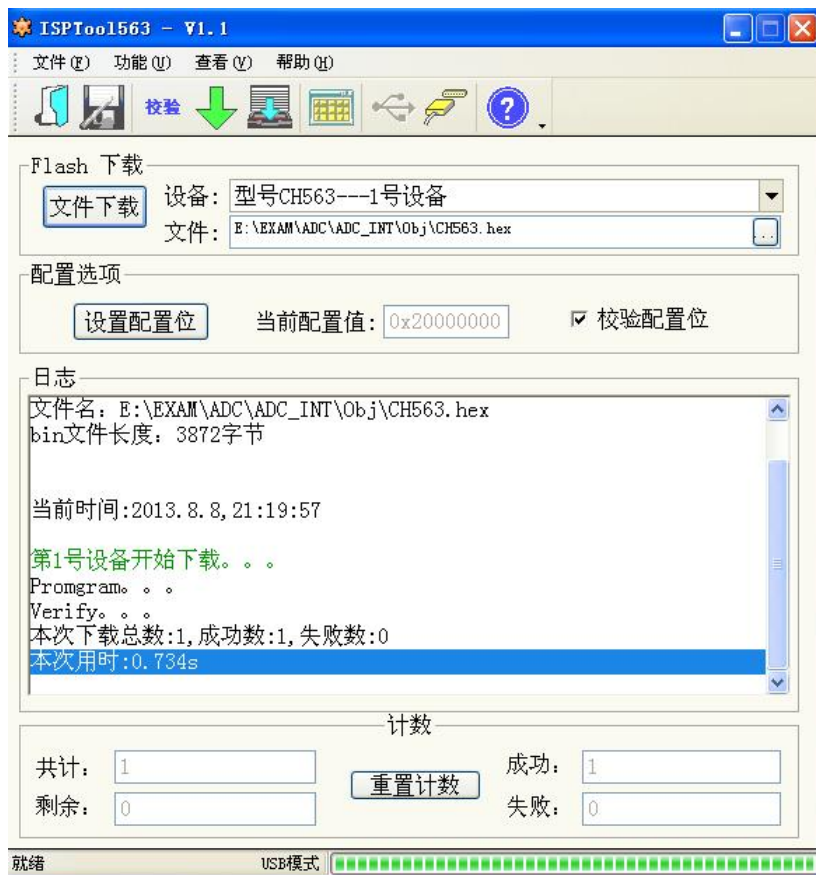 ISPTool563 - V1.1
文件(F) 功能(U) 查看(V) 帮助(H)
校验 ?
Flash 下载
文件下载 设备: 型号CH563---1号设备
文件: E:\EXAM\ADC\ADC_INT\Obj\CH563.hex ...
配置选项
设置配置位 当前配置值: 0x20000000 校验配置位
日志
文件名: E:\EXAM\ADC\ADC_INT\Obj\CH563.hex
bin文件长度: 3872字节
当前时间:2013.8.8,21:19:57
第1号设备开始下载。。。
Promgram。。。
Verify。。。
本次下载总数:1,成功数:1,失败数:0
本次用时:0.734s
计数
共计: 1 重置计数 成功: 1
剩余: 0 失败: 0
就绪 USB模式